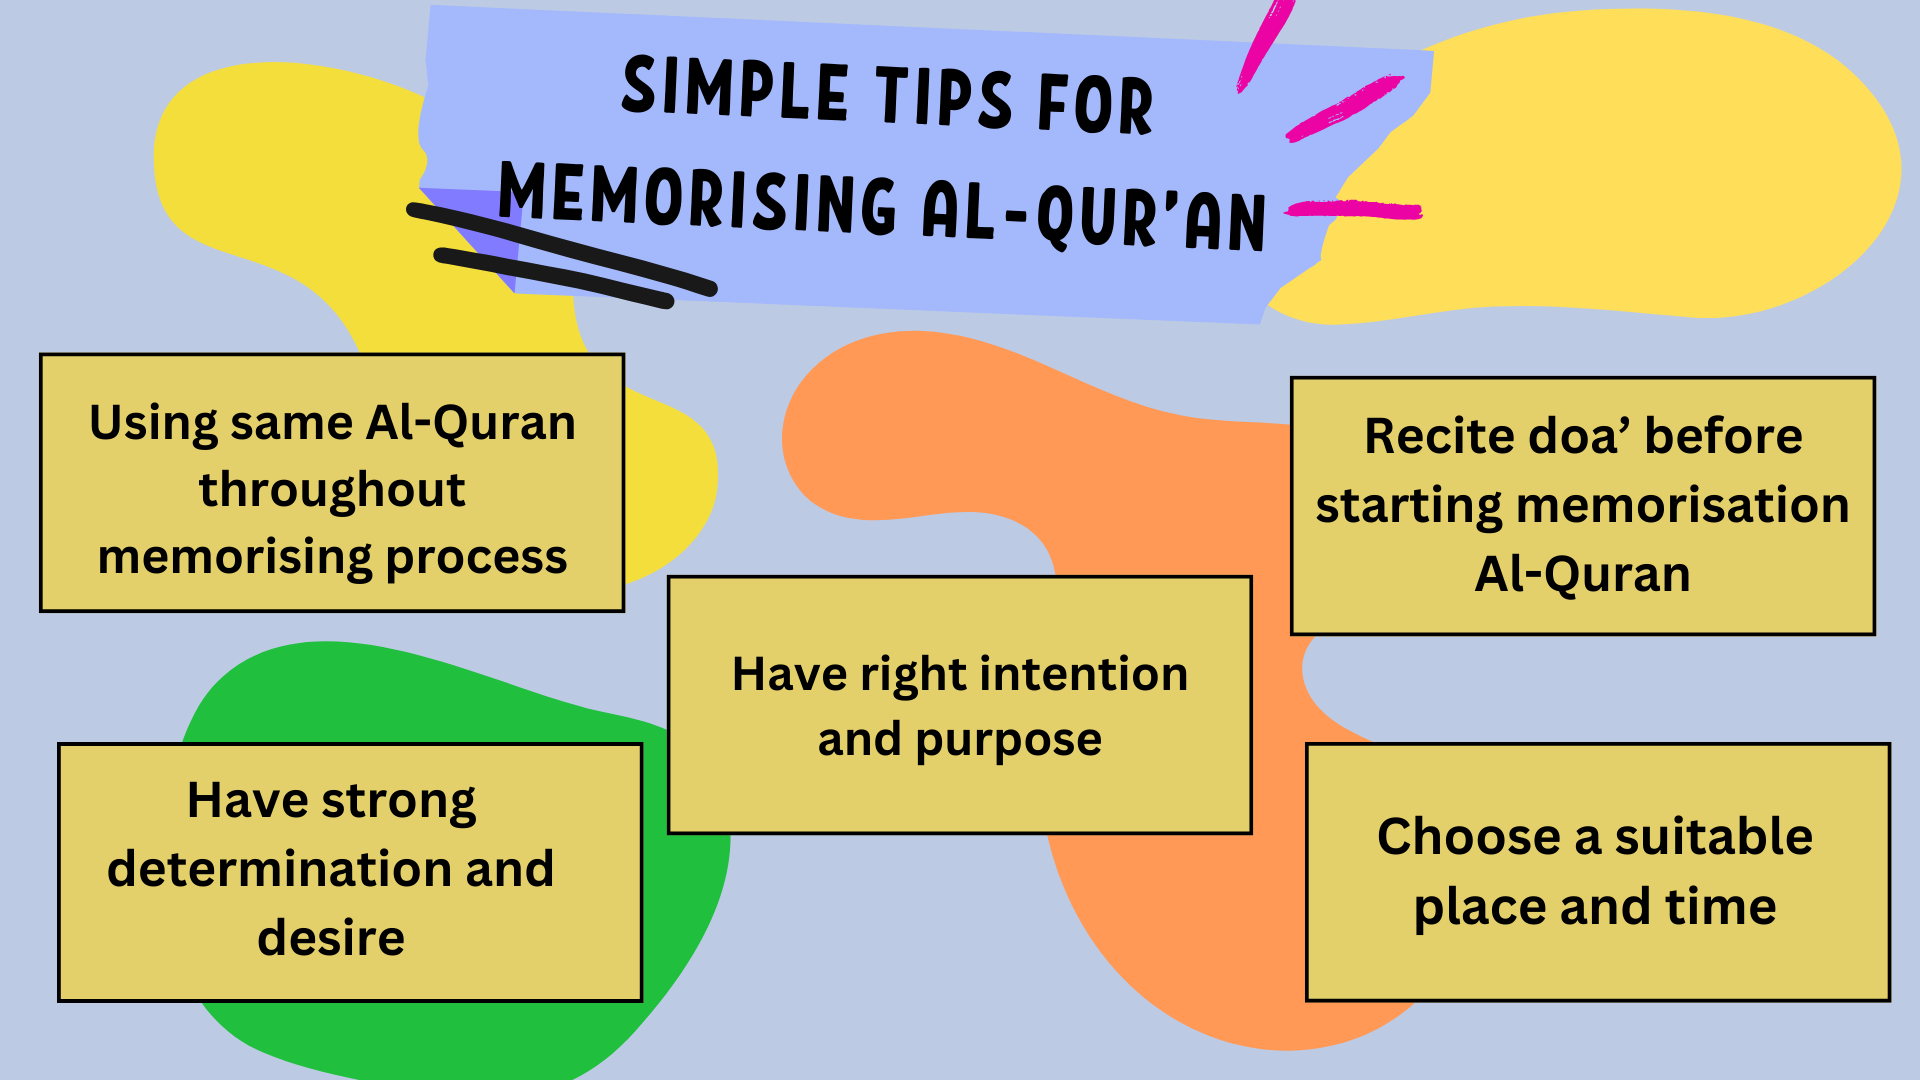 SIMPLE TIPS FOR
MEMORISING AL-QUR'AN
Using same Al-Quran
throughout
memorising process
Recite doa’ before
starting memorisation
Al-Quran
Have right intention
and purpose
Have strong
determination and
desire
Choose a suitable
place and time